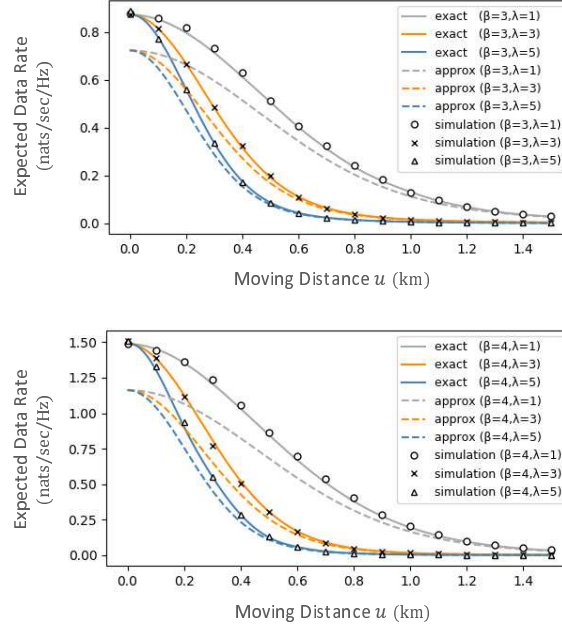 Expected Data Rate
(nats/sec/Hz)
0.8
0.6
0.4
0.2
0.0
exact (β=3,λ=1)
exact (β=3,λ=3)
exact (β=3,λ=5)
approx (β=3,λ=1)
approx (β=3,λ=3)
approx (β=3,λ=5)
simulation (β=3,λ=1)
simulation (β=3,λ=3)
simulation (β=3,λ=5)
0.0 0.2 0.4 0.6 0.8 1.0 1.2 1.4
Moving Distance u (km)
Expected Data Rate
(nats/sec/Hz)
1.50
1.25
1.00
0.75
0.50
0.25
0.00
exact (β=4,λ=1)
exact (β=4,λ=3)
exact (β=4,λ=5)
approx (β=4,λ=1)
approx (β=4,λ=3)
approx (β=4,λ=5)
simulation (β=4,λ=1)
simulation (β=4,λ=3)
simulation (β=4,λ=5)
0.0 0.2 0.4 0.6 0.8 1.0 1.2 1.4
Moving Distance u (km)